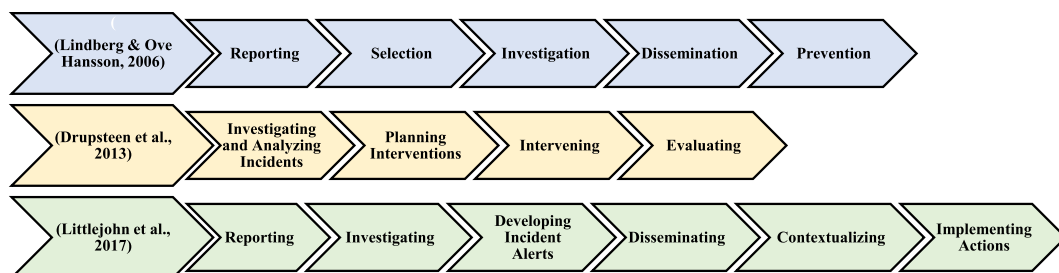 (
(Lindberg & Ove
Hansson, 2006)
Reporting
Selection
Investigation
Dissemination
Prevention
(Drupsteen et al.,
2013)
Investigating
and Analyzing
Incidents
Planning
Interventions
Intervening
Evaluating
(Littlejohn et al.,
2017)
Reporting
Investigating
Developing
Incident
Alerts
Disseminating
Contextualizing
Implementing
Actions